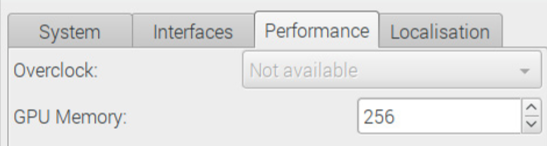 System Interfaces Performance Localisation
Overclock: Not available
GPU Memory: 256